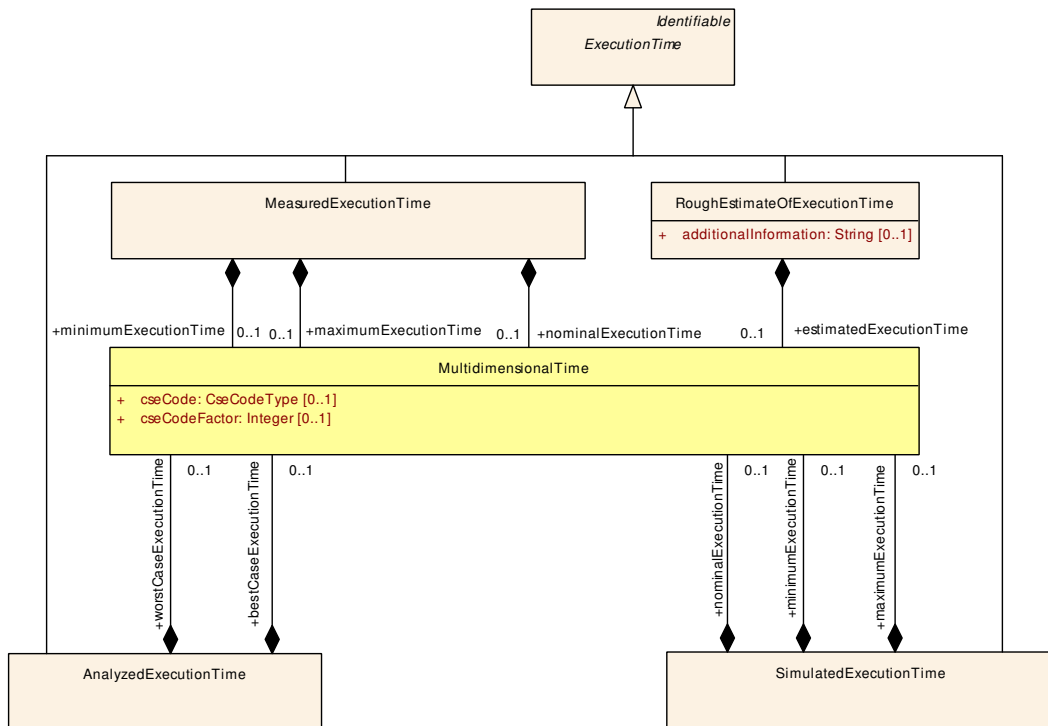 Identifiable
ExecutionTime
MeasuredExecutionTime
RoughEstimateOfExecutionTime
+ additionalInformation: String [0..1]
+minimumExecutionTime
0..1
0..1
+maximumExecutionTime
0..1
+nominalExecutionTime
0..1
+estimatedExecutionTime
MultidimensionalTime
+ cseCode: CseCodeType [0..1]
+ cseCodeFactor: Integer [0..1]
+worstCaseExecutionTime
0..1
+bestCaseExecutionTime
0..1
+nominalExecutionTime
0..1
+minimumExecutionTime
0..1
+maximumExecutionTime
0..1
AnalyzedExecutionTime
SimulatedExecutionTime